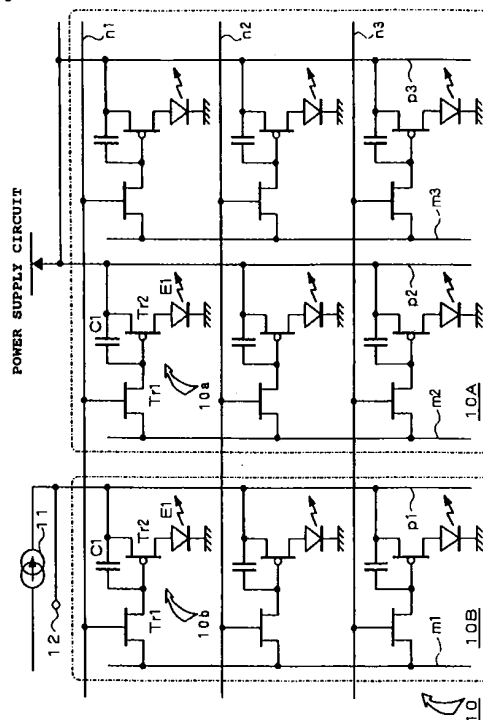 POWER SUPPLY CIRCUIT
n1
n2
n3
p3
m3
C1
Tr2
E1
Tr1
10a
p2
m2
10A
11
12
C1
Tr2
E1
Tr1
10b
p1
m1
10B
10